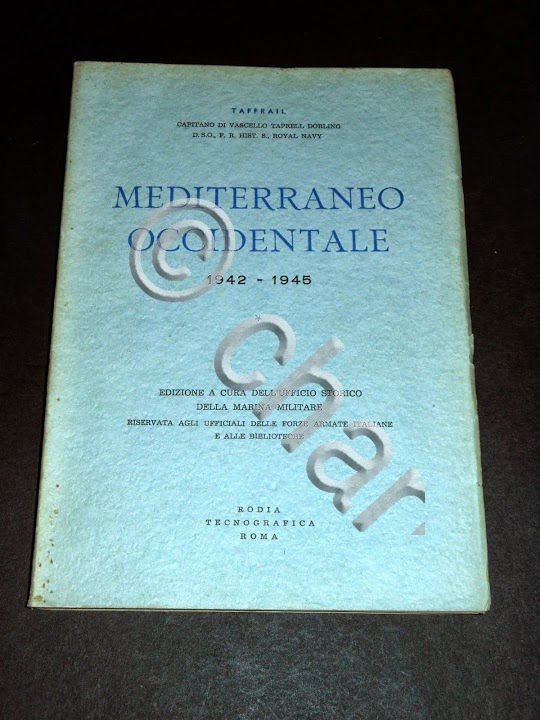 TAFFRAIL
CAPITANO DI VASCELLO TAPRELL DORLING
D.S.O., F. R. HIST. S., ROYAL NAVY
MEDITERRANEO
OCCIDENTALE
1942 - 1945
EDIZIONE A CURA DELL'UFFICIO STORICO
DELLA MARINA MILITARE
RISERVATA AGLI UFFICIALI DELLE FORZE ARMATE ITALIANE
E ALLE BIBLIOTECHE
RODIA
TECNOGRAFICA
ROMA
© char